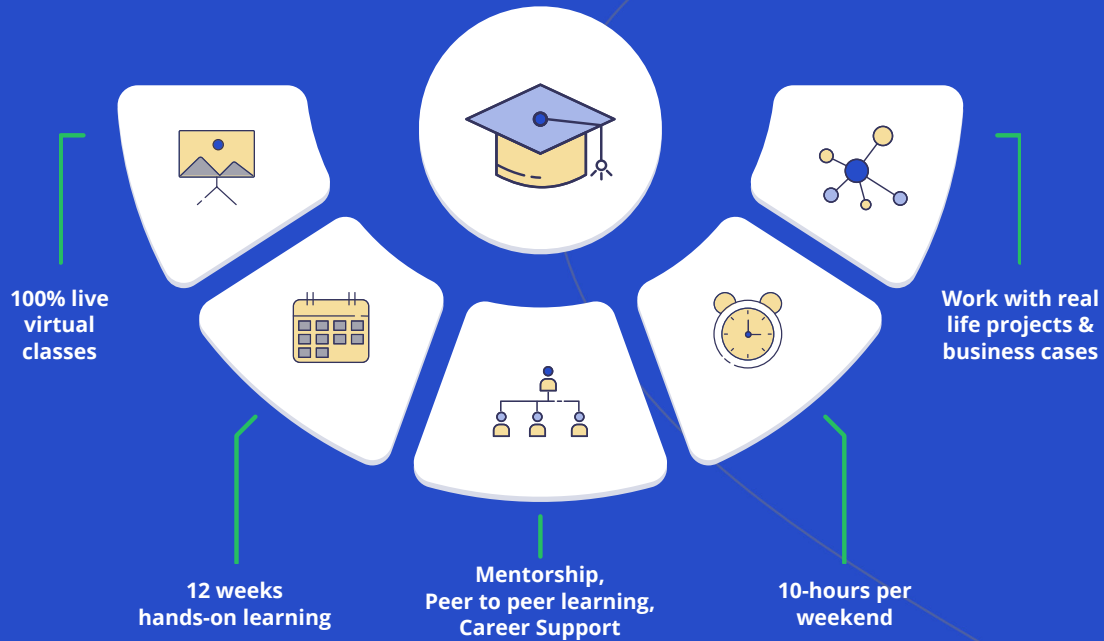 100% live
virtual
classes
12 weeks
hands-on learning
Mentorship,
Peer to peer learning,
Career Support
10-hours per
weekend
Work with real
life projects &
business cases